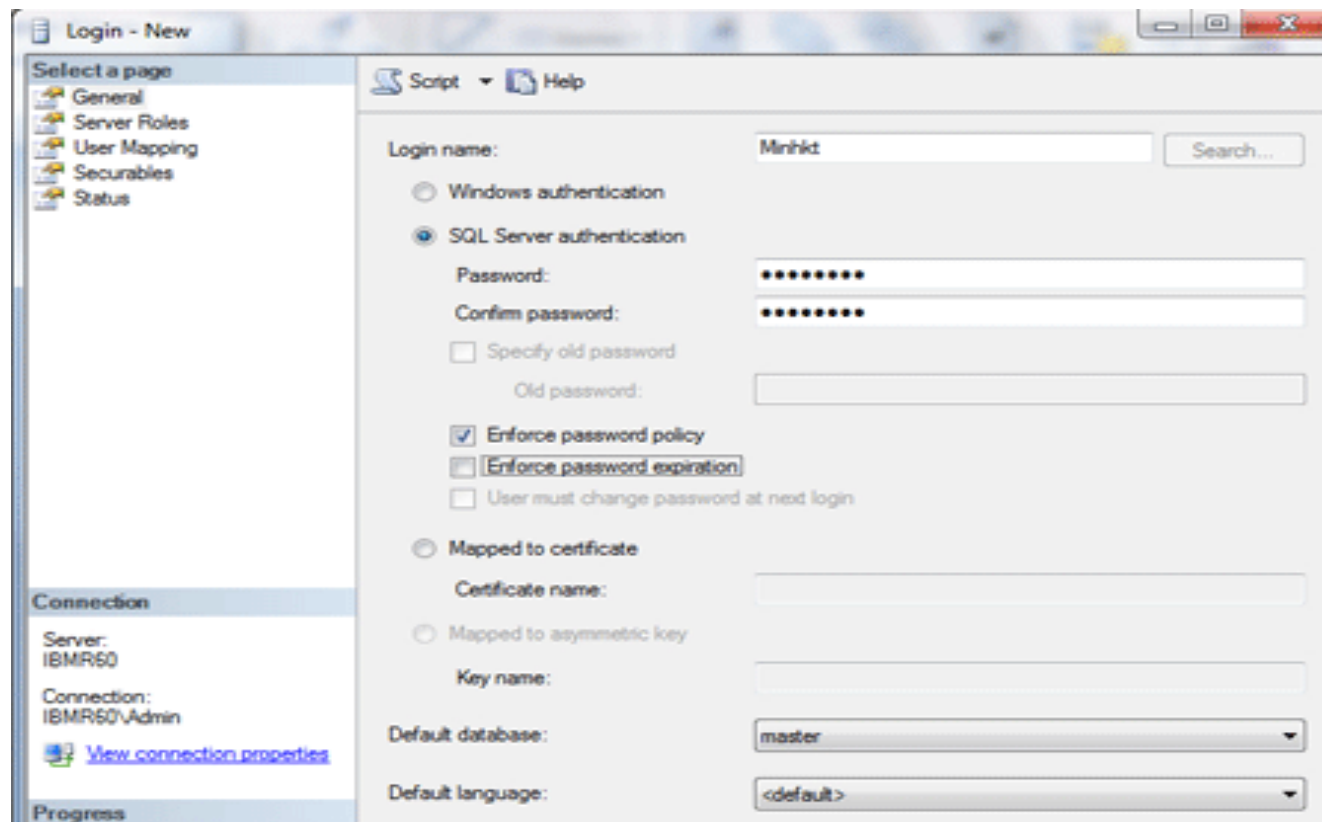 Login - New
Select a page
General
Server Roles
User Mapping
Securables
Status
Connection
Server:
IBMR60
Connection:
IBMR60\Admin
View connection properties
Progress
Script Help
Login name: Minhkt Search...
Windows authentication
SQL Server authentication
Password: ●●●●●●●●
Confirm password: ●●●●●●●●
Specify old password
Old password:
Enforce password policy
Enforce password expiration
User must change password at next login
Mapped to certificate
Certificate name:
Mapped to asymmetric key
Key name:
Default database: master
Default language: <default>